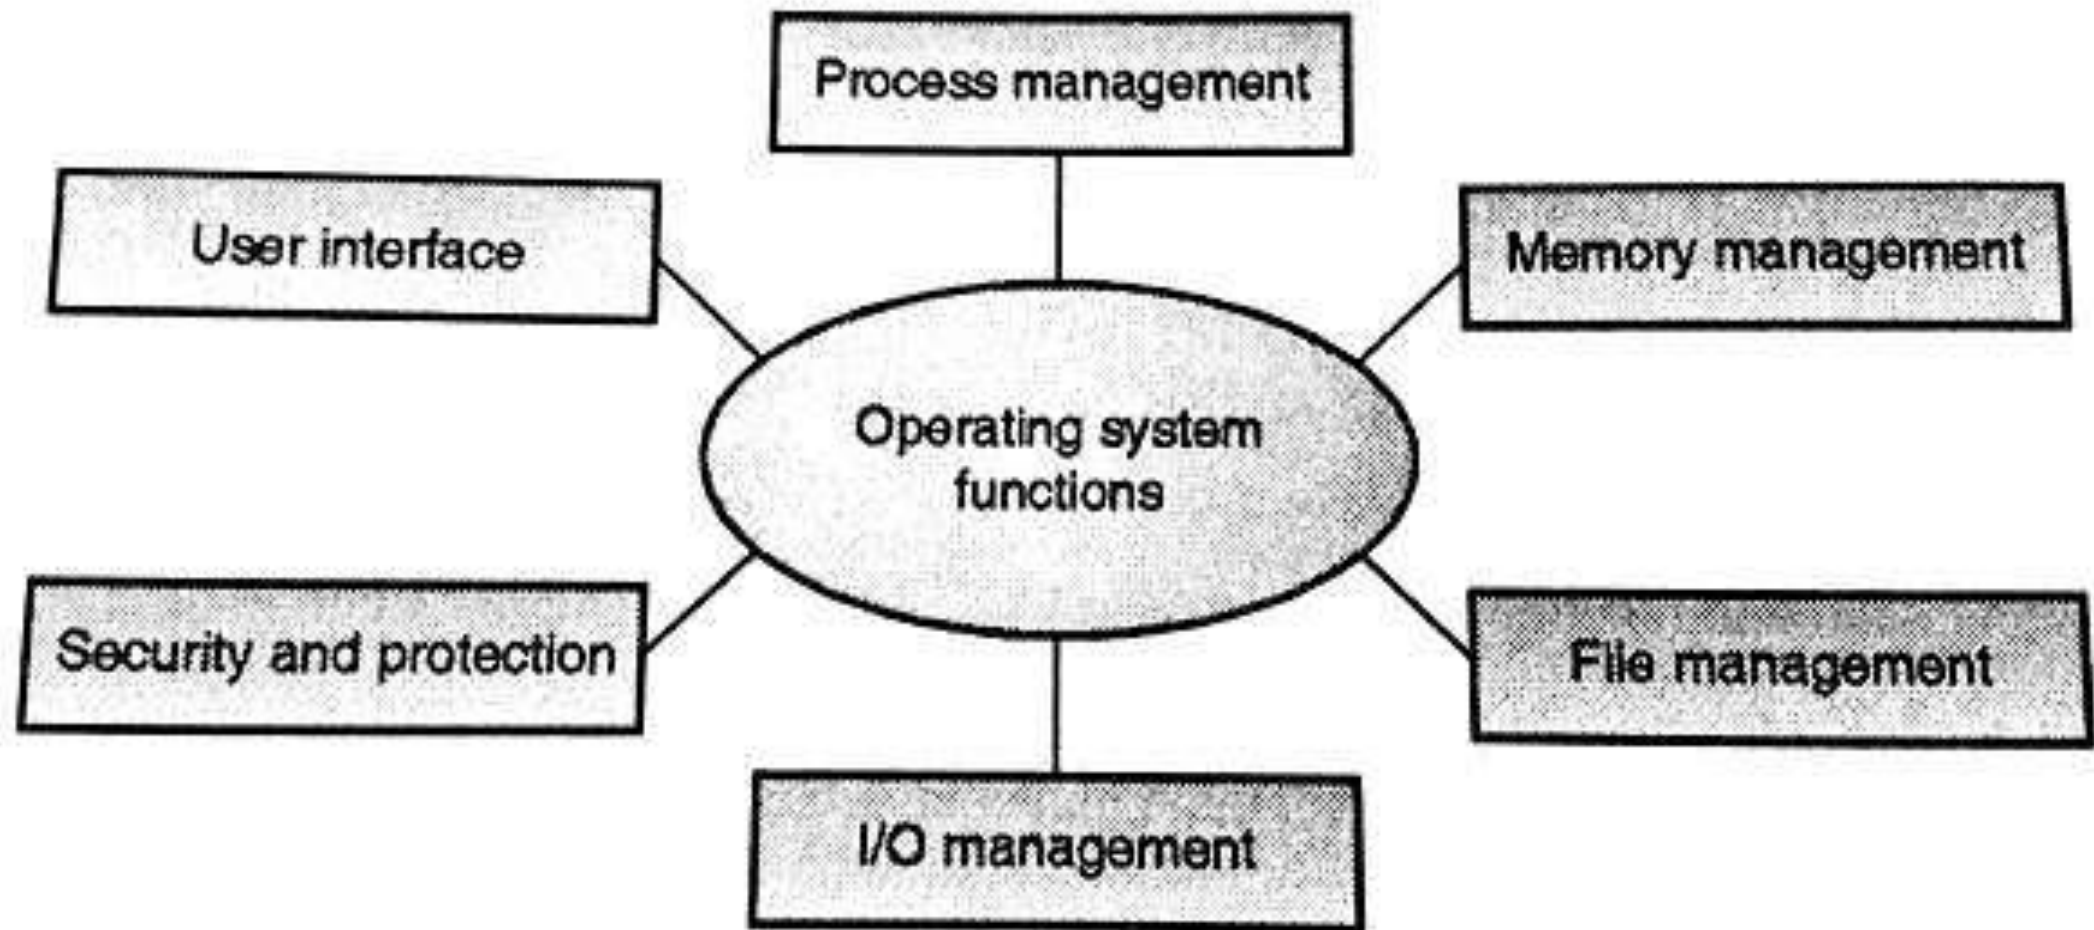 Process management
User interface
Memory management
Operating system
functions
Security and protection
File management
I/O management